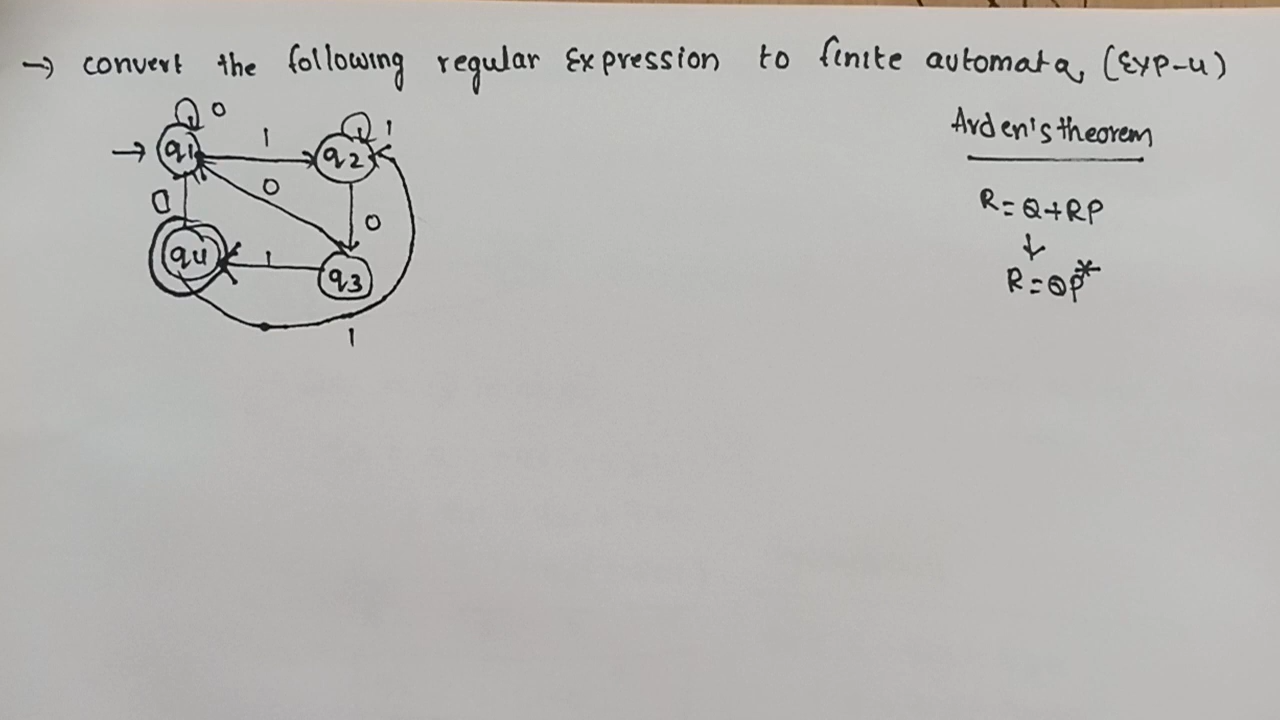 → convert the following regular Expression to finite automata, (Exp-4)
Arden's theorem
R = Q + RP
↓
R = QP*
→ q1 0
1
q2 1
0
0
0
q4
1
q3
1